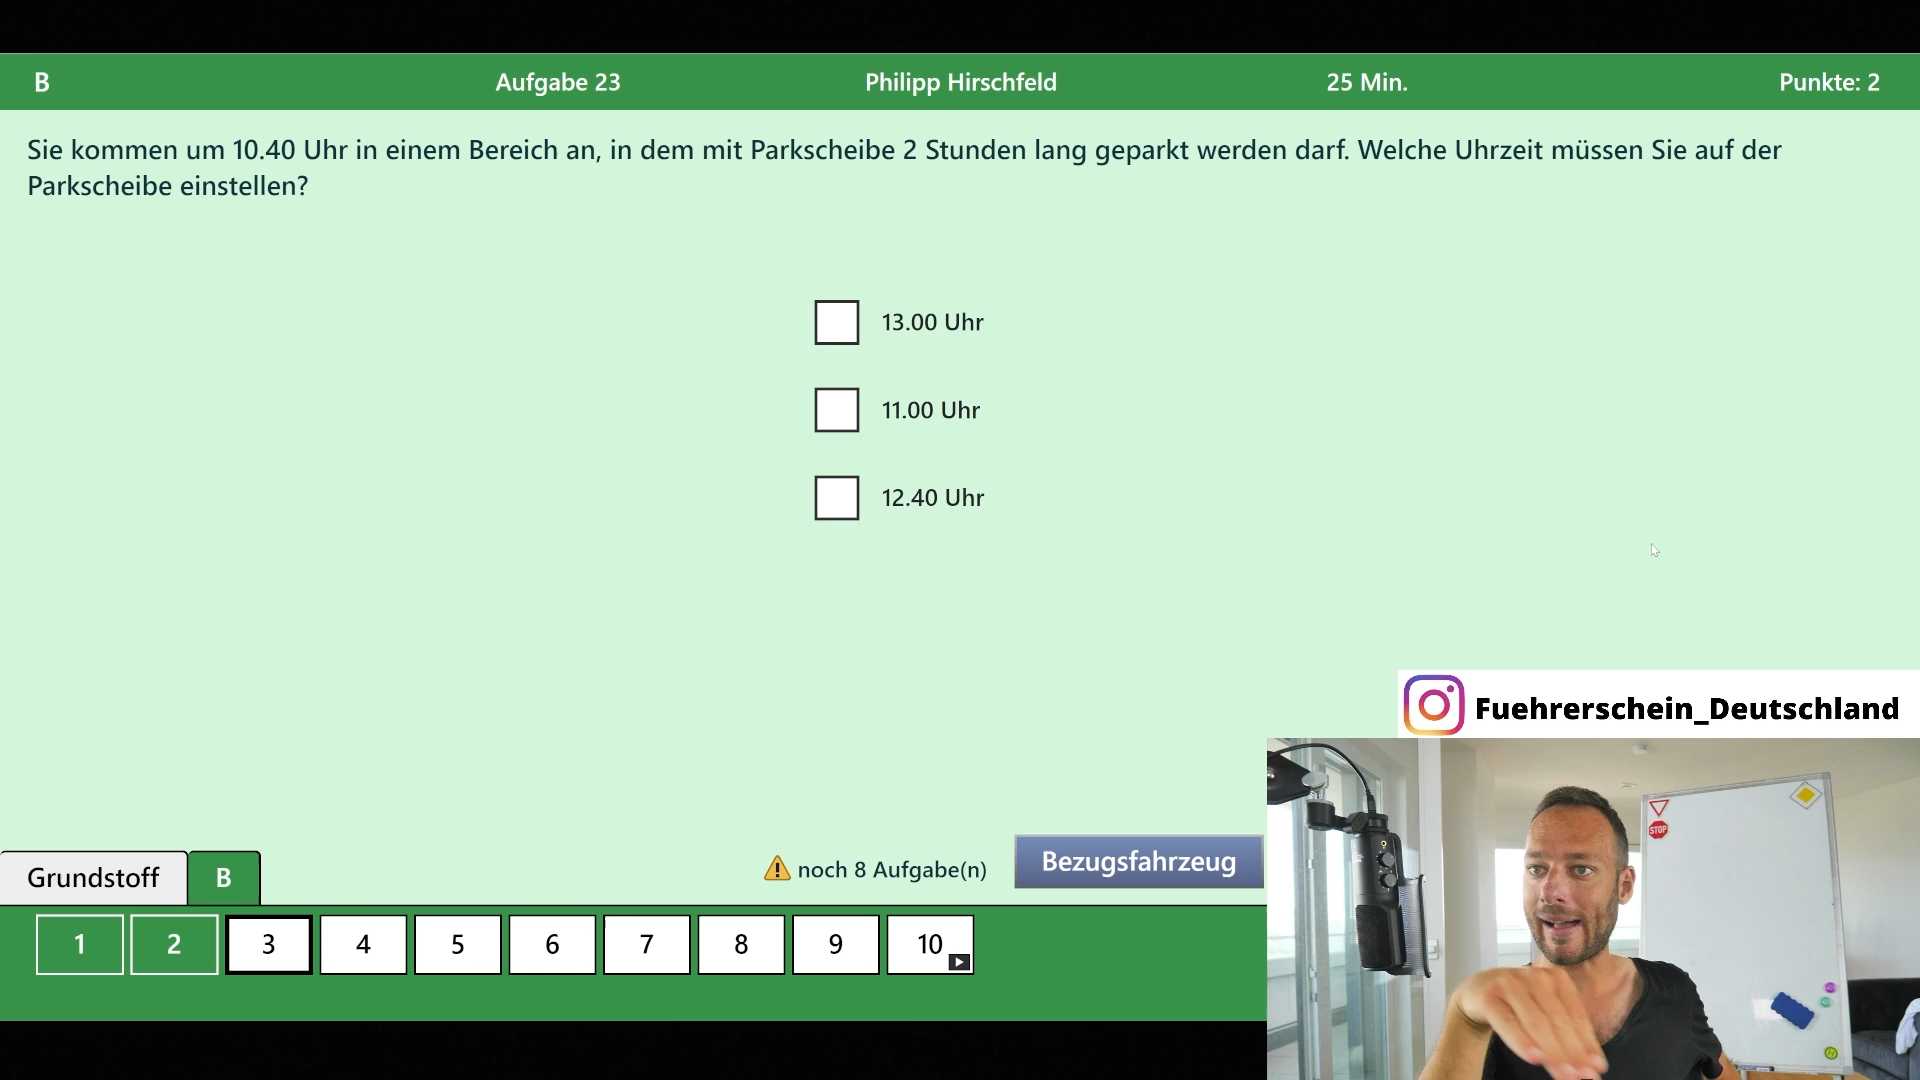 B
Aufgabe 23
Philipp Hirschfeld
25 Min.
Punkte: 2
Sie kommen um 10.40 Uhr in einem Bereich an, in dem mit Parkscheibe 2 Stunden lang geparkt werden darf. Welche Uhrzeit müssen Sie auf der
Parkscheibe einstellen?
13.00 Uhr
11.00 Uhr
12.40 Uhr
Fuehrerschein_Deutschland
STOP
noch 8 Aufgabe(n)
Bezugsfahrzeug
Grundstoff
B
1
2
3
4
5
6
7
8
9
10